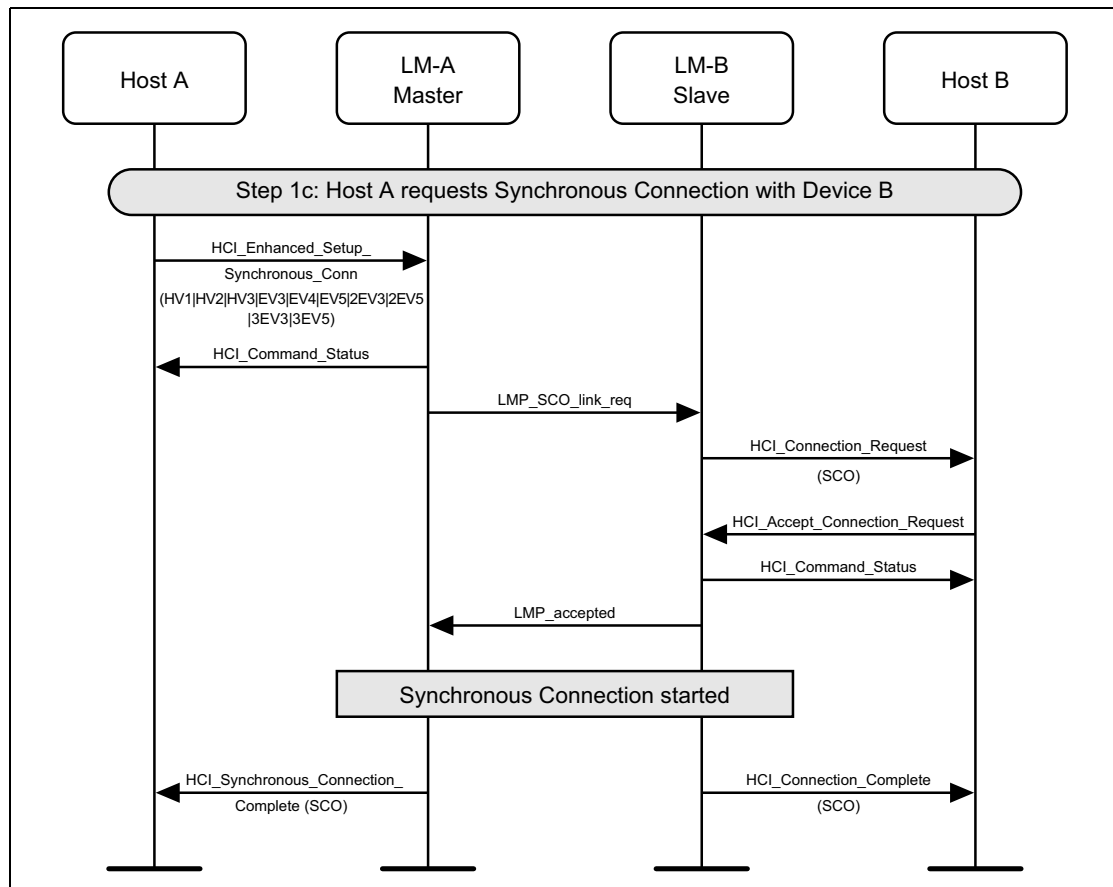 Host A
LM-A
Master
LM-B
Slave
Host B
Step 1c: Host A requests Synchronous Connection with Device B
HCI_Enhanced_Setup_
Synchronous_Conn
(HV1|HV2|HV3|EV3|EV4|EV5|2EV3|2EV5
|3EV3|3EV5)
HCI_Command_Status
LMP_SCO_link_req
HCI_Connection_Request
(SCO)
HCI_Accept_Connection_Request
HCI_Command_Status
LMP_accepted
Synchronous Connection started
HCI_Synchronous_Connection_
Complete (SCO)
HCI_Connection_Complete
(SCO)